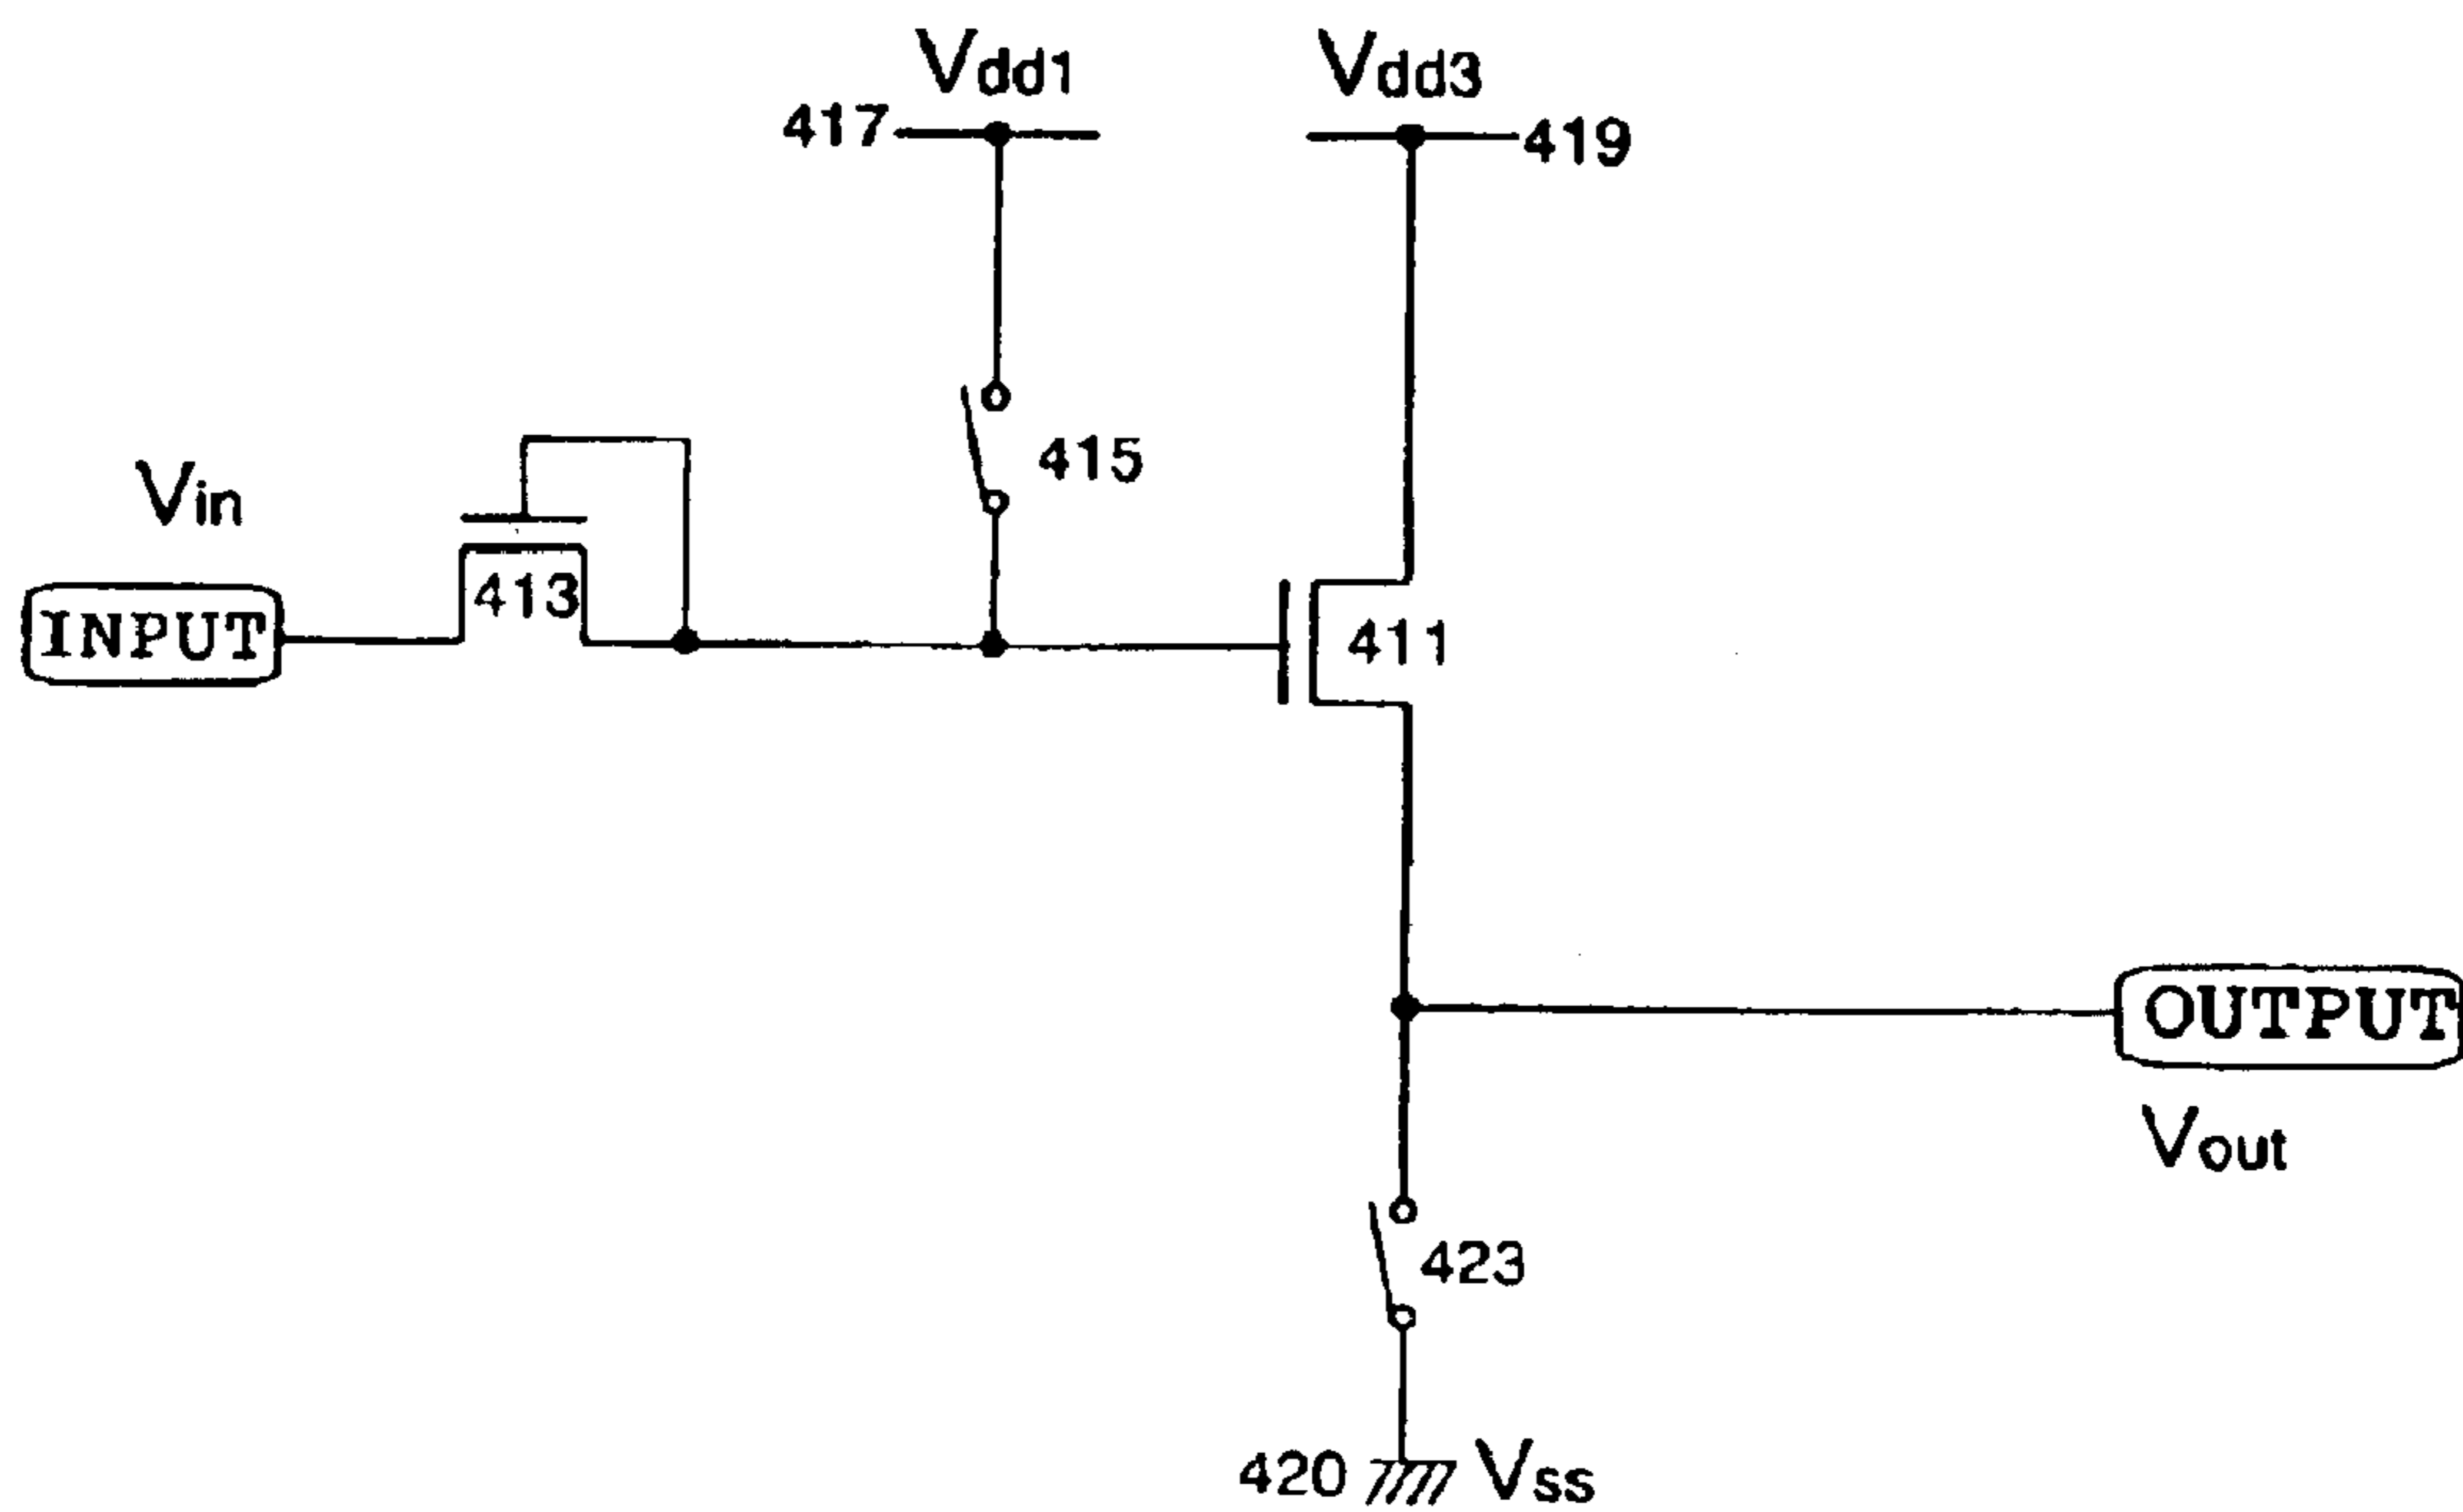 Vdd1
Vdd3
417
419
415
Vin
413
INPUT
411
OUTPUT
Vout
423
420
Vss